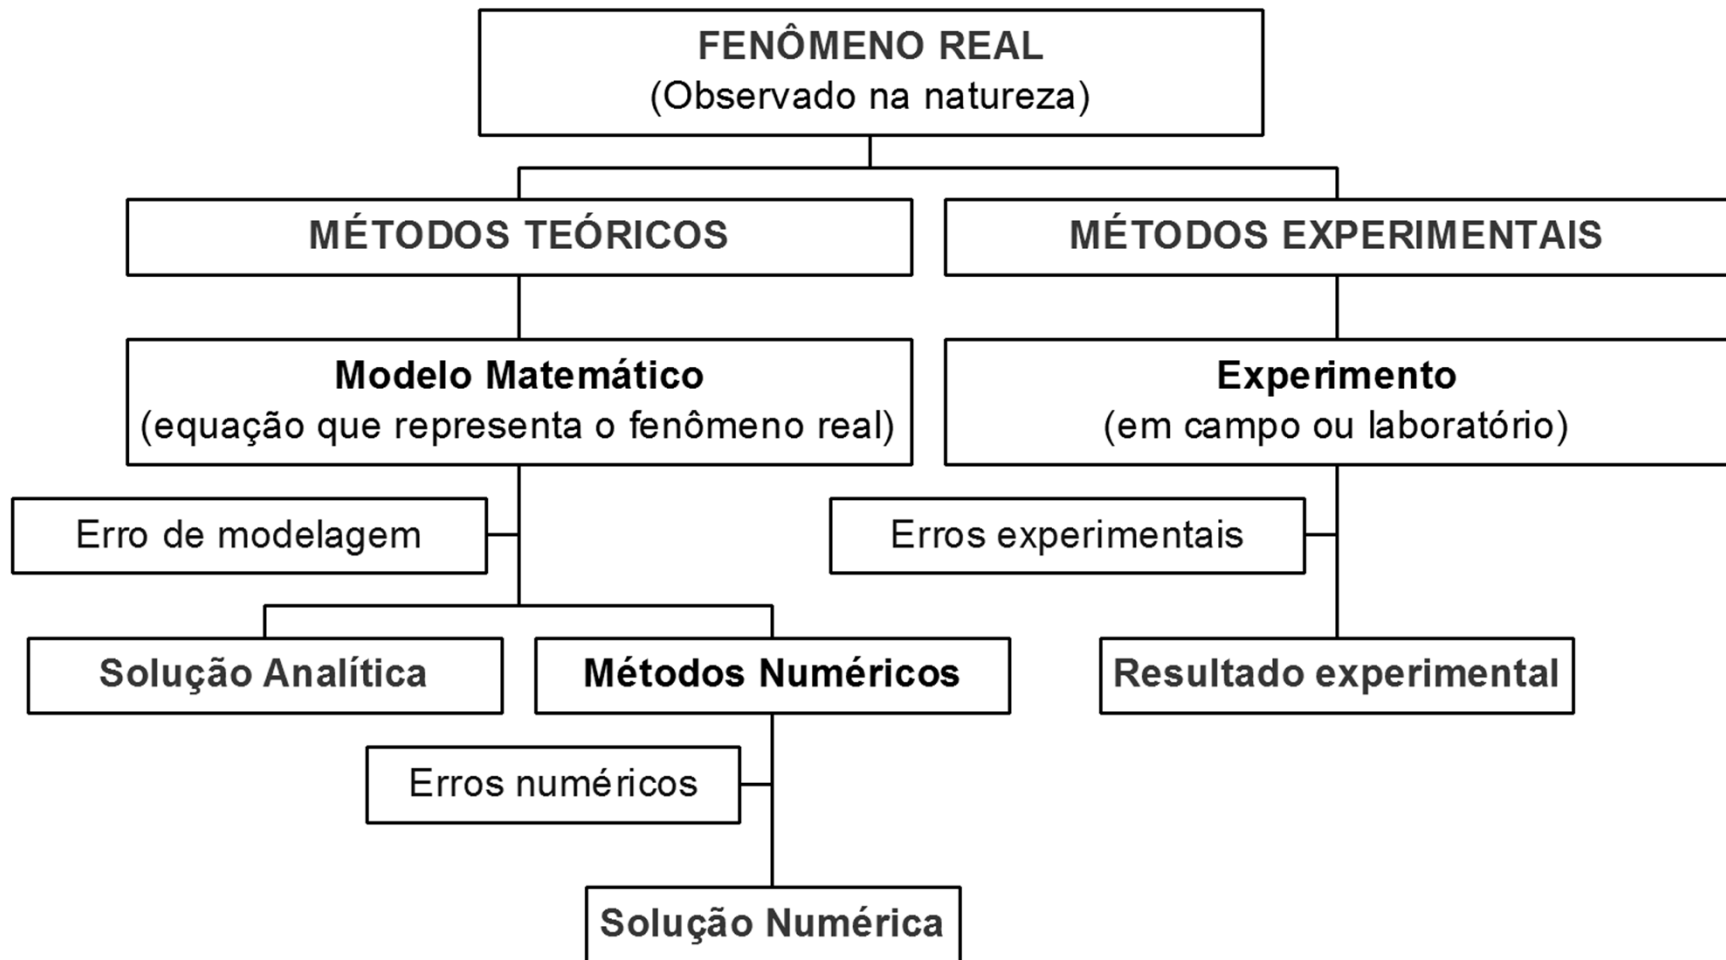 FENÔMENO REAL
(Observado na natureza)
MÉTODOS TEÓRICOS
MÉTODOS EXPERIMENTAIS
Modelo Matemático
(equação que representa o fenômeno real)
Experimento
(em campo ou laboratório)
Erro de modelagem
Erros experimentais
Solução Analítica
Métodos Numéricos
Resultado experimental
Erros numéricos
Solução Numérica